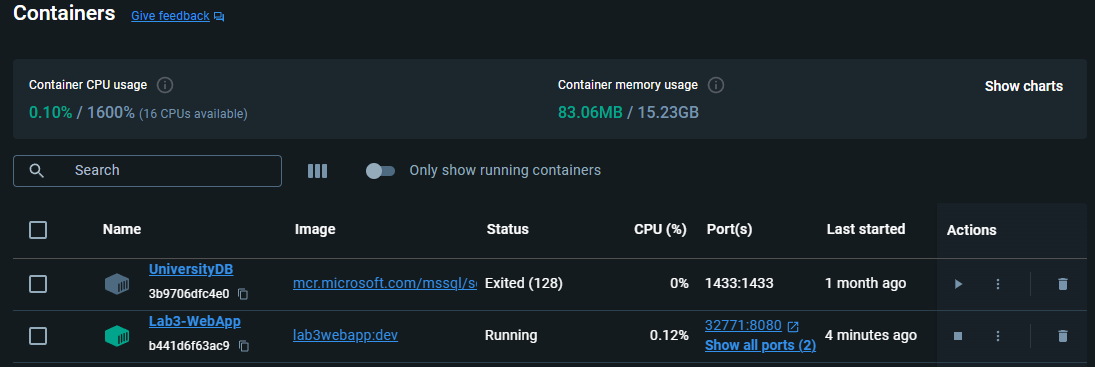 Containers Give feedback
Container CPU usage Container memory usage Show charts
0.10% / 1600% (16 CPUs available) 83.06MB / 15.23GB
Search Only show running containers
Name Image Status CPU (%) Port(s) Last started Actions
UniversityDB
mcr.microsoft.com/mssql/se Exited (128) 0% 1433:1433 1 month ago
3b9706dfc4e0
Lab3-WebApp
lab3webapp:dev Running 0.12% 32771:8080 4 minutes ago
b441d6f63ac9 Show all ports (2)